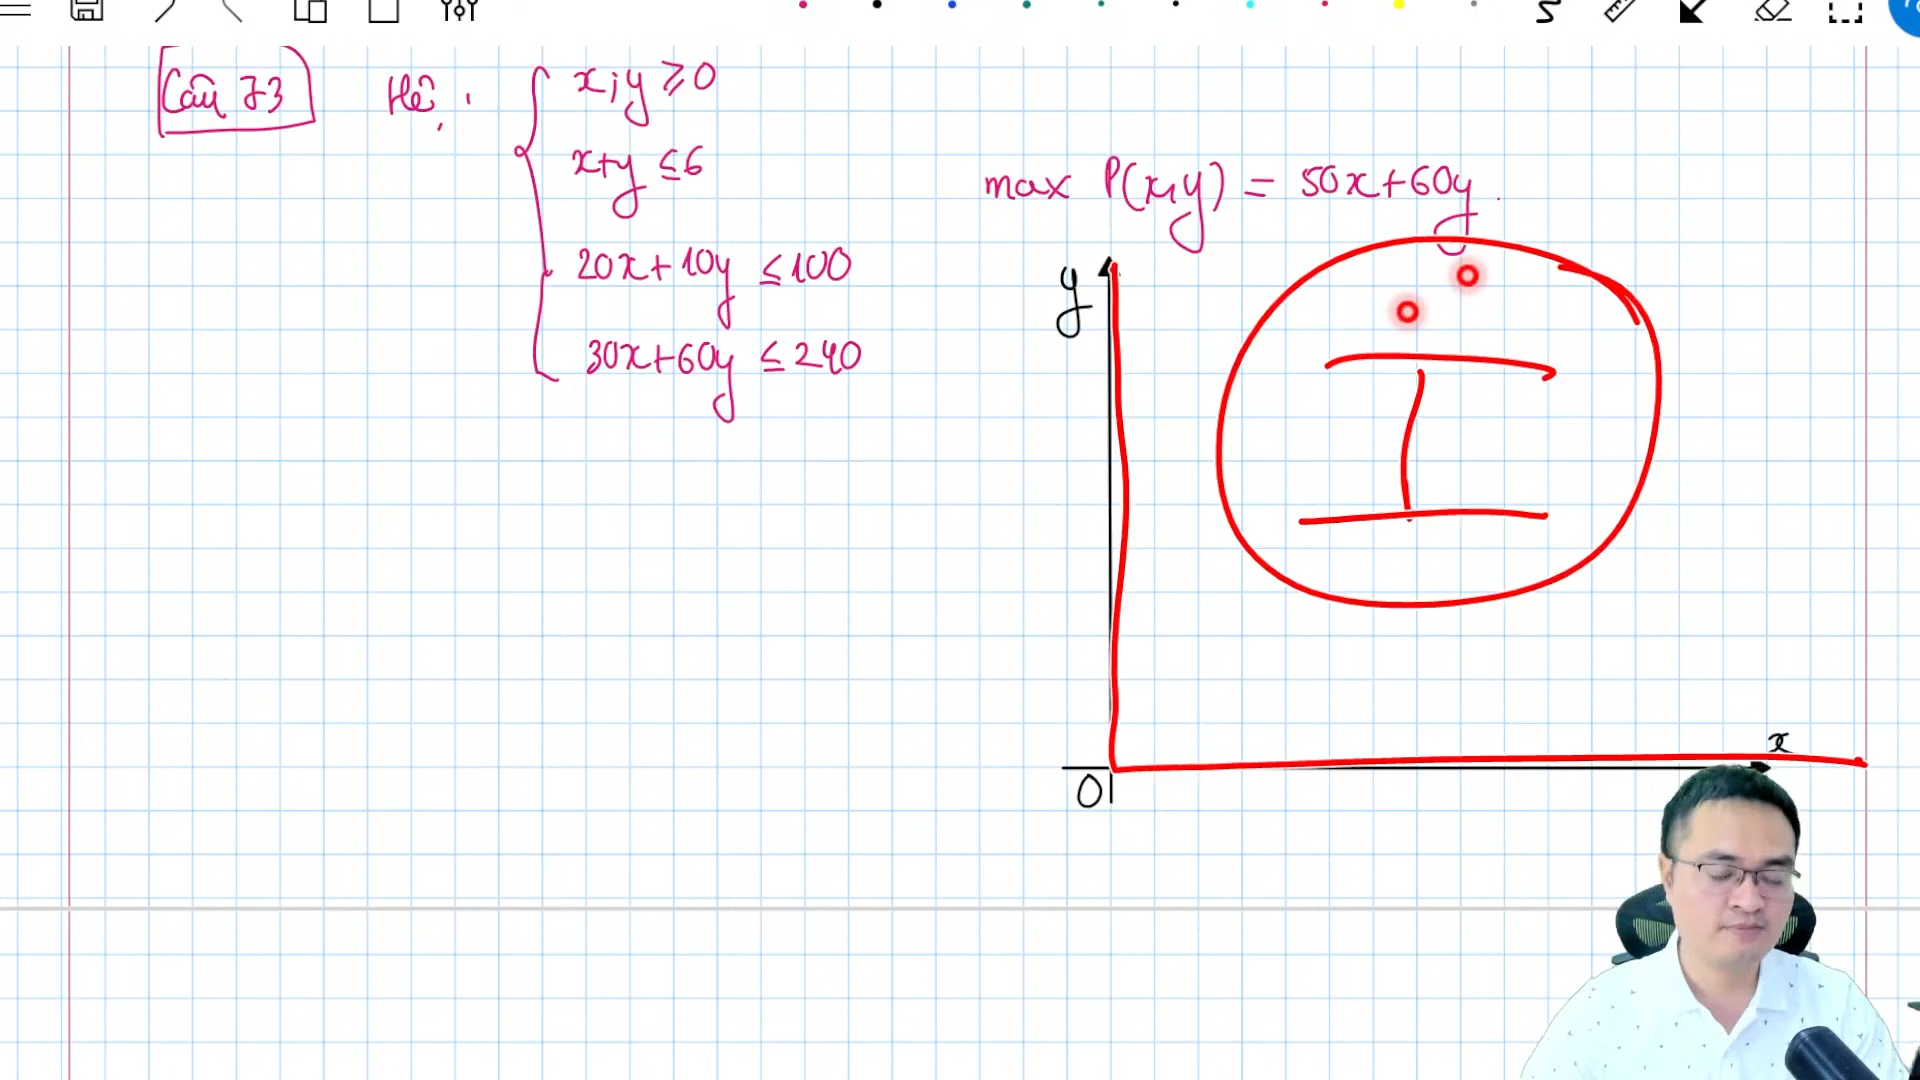 Câu 73 Hệ:
x; y ≥ 0
x+y ≤ 6
20x+10y ≤ 100
30x+60y ≤ 240
max P(x,y) = 50x+60y.
y
I
x
O